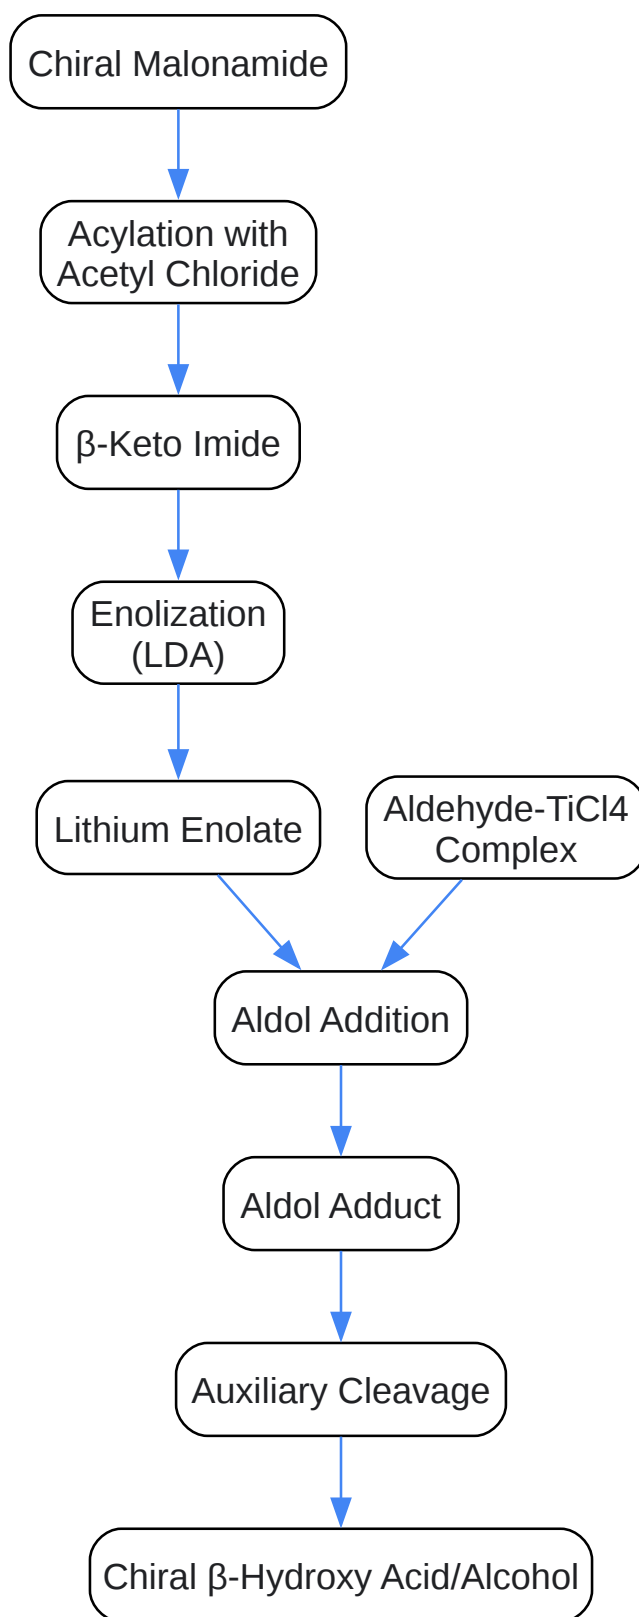 Chiral Malonamide
Acylation with
Acetyl Chloride
β-Keto Imide
Enolization
(LDA)
Lithium Enolate
Aldehyde-TiCl4
Complex
Aldol Addition
Aldol Adduct
Auxiliary Cleavage
Chiral β-Hydroxy Acid/Alcohol